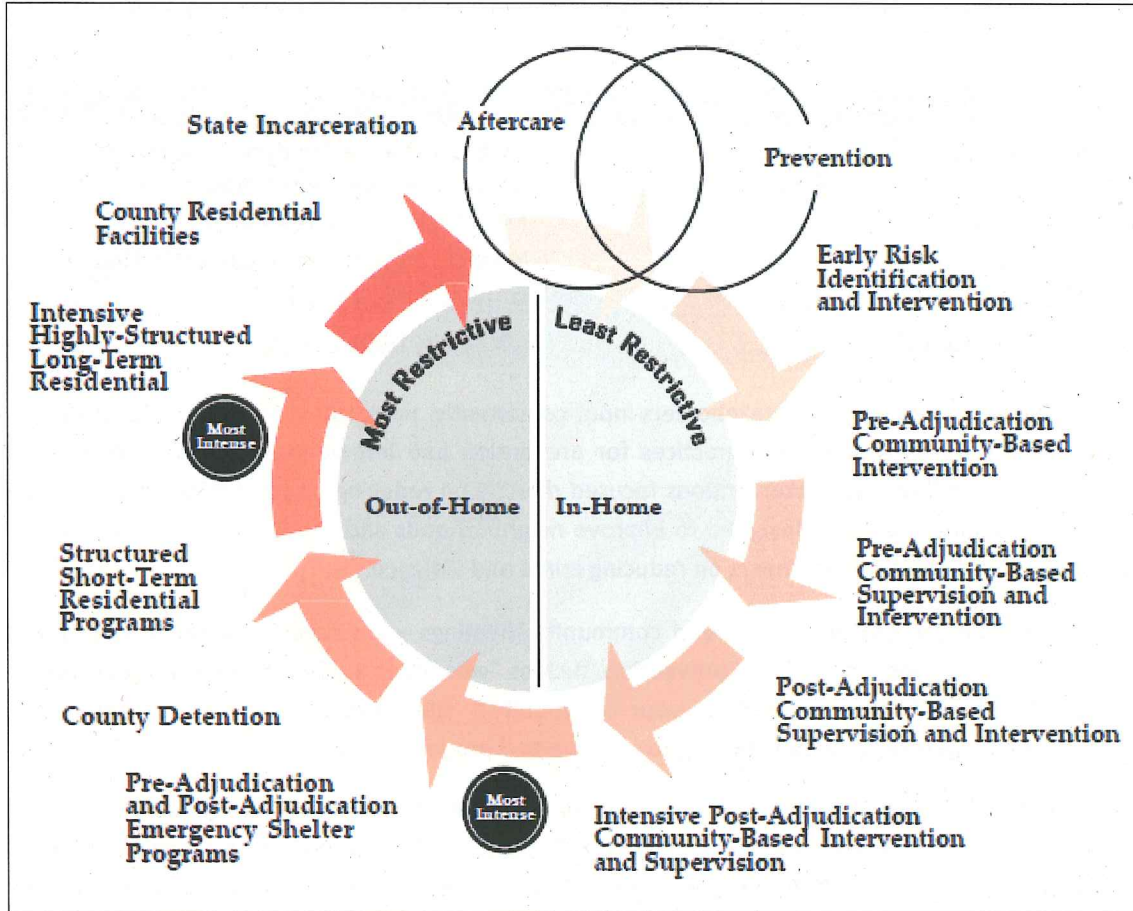 Aftercare
Prevention
Early Risk
Identification
and Intervention
Pre-Adjudication
Community-Based
Intervention
Pre-Adjudication
Community-Based
Supervision and
Intervention
Post-Adjudication
Community-Based
Supervision and Intervention
Intensive Post-Adjudication
Community-Based Intervention
and Supervision
Most
Intense
Pre-Adjudication
and Post-Adjudication
Emergency Shelter
Programs
County Detention
Structured
Short-Term
Residential
Programs
Most
Intense
Intensive
Highly-Structured
Long-Term
Residential
County Residential
Facilities
State Incarceration
Most Restrictive
Least Restrictive
Out-of-Home
In-Home